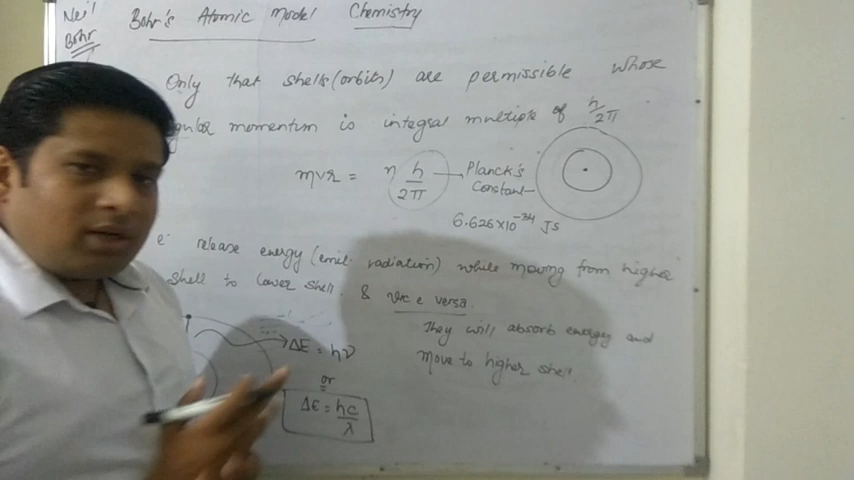 Neil
Bohr
Bohr's Atomic Model Chemistry
Only that shells (orbits) are permissible whose
gular momentum is integral multiple of h/2π
mvr = n h/2π → Planck's
Constant
6.626×10⁻³⁴ Js
e⁻ release energy (emit radiation) while moving from higher
shell to lower shell & vice versa.
They will absorb energy and
Move to higher shell.
ΔE = hν
or
ΔE = hc/λ